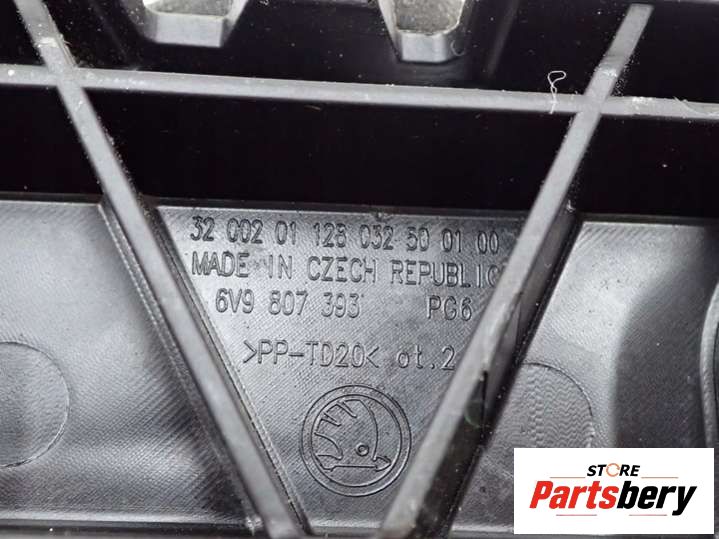 32 002 01 128 032 50 01 00
MADE IN CZECH REPUBLIC
6V9 807 393 PG6
>PP-TD20< ot.2
STORE
Partsbery